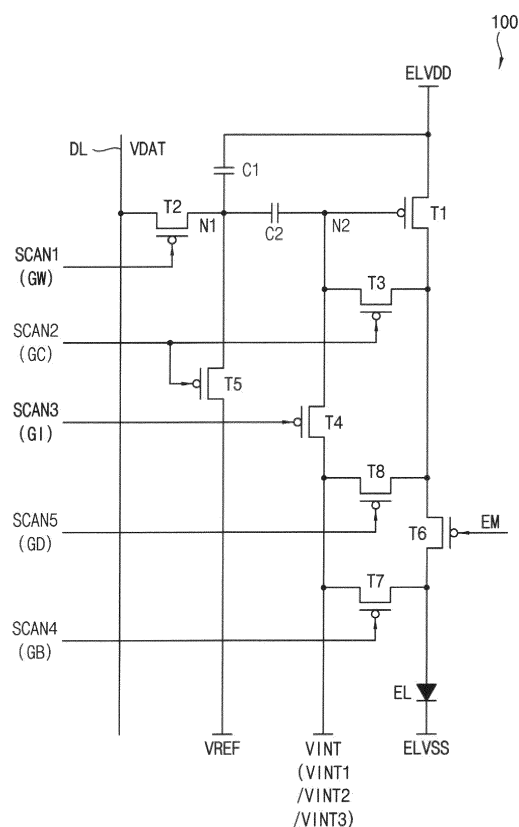 100
ELVDD
DL VDAT
C1
T2
N1
C2
N2
T1
SCAN1
(GW)
T3
SCAN2
(GC)
T5
SCAN3
(GI)
T4
T8
SCAN5
(GD)
T6
EM
T7
SCAN4
(GB)
EL
VREF
VINT
(VINT1
/VINT2
/VINT3)
ELVSS